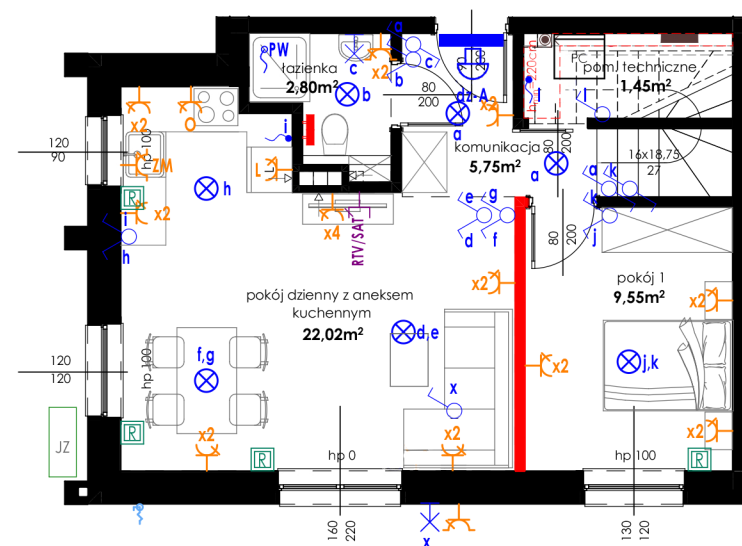 a
PW
łazienka
2,80m²
c
x2
b
b
c
80
200
dz-A
x2
a
h min 220cm
PC
pom. techniczne
1,45m²
l
l
komunikacja
5,75m²
a
80
200
16x18,75
27
a
k
k
j
120
90
x2
O
hp 100
ZM
x2
i
h
h
i
L
L
x4
RTV/SAT
e
g
d
f
x2
80
200
pokój 1
9,55m²
x2
pokój dzienny z aneksem
kuchennym
22,02m²
d,e
f,g
x
120
120
hp 100
x2
j,k
x2
x2
x2
JZ
R
R
R
R
hp 0
hp 100
160
220
x
130
120